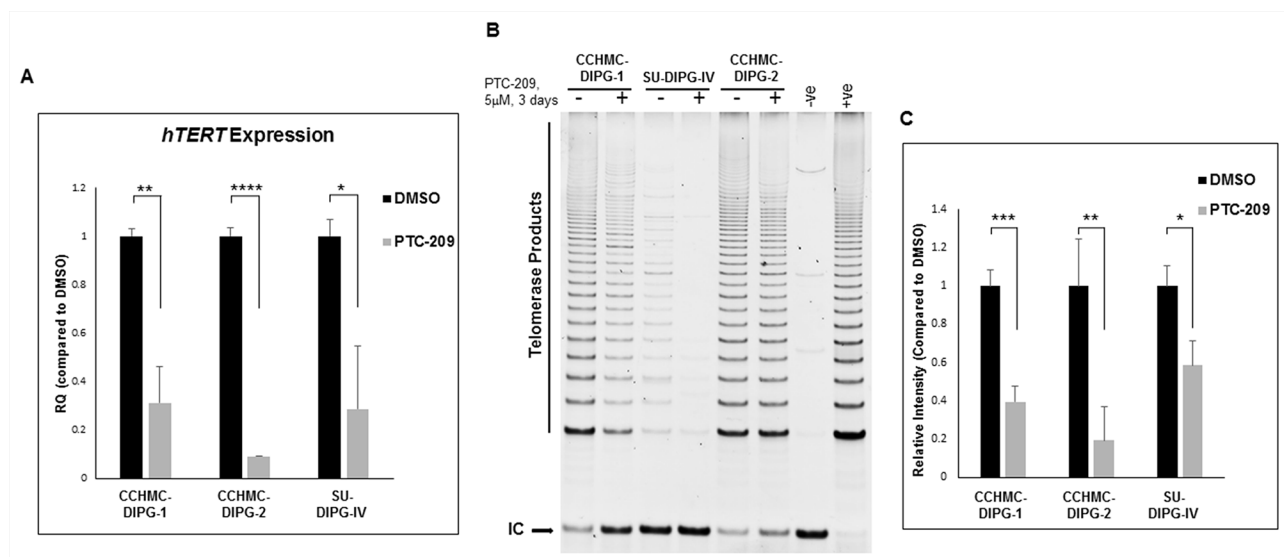 A
hTERT Expression
RQ (compared to DMSO)
1.2
1
0.8
0.6
0.4
0.2
0
** **** *
DMSO
PTC-209
CCHMC-
DIPG-1
CCHMC-
DIPG-2
SU-
DIPG-IV
B
PTC-209,
5µM, 3 days
CCHMC-
DIPG-1
SU-DIPG-IV
CCHMC-
DIPG-2
-ve
+ve
- + - + - +
Telomerase Products
IC
C
DMSO
PTC-209
Relative Intensity (Compared to DMSO)
1.4
1.2
1
0.8
0.6
0.4
0.2
0
*** ** *
CCHMC-
DIPG-1
CCHMC-
DIPG-2
SU-
DIPG-IV